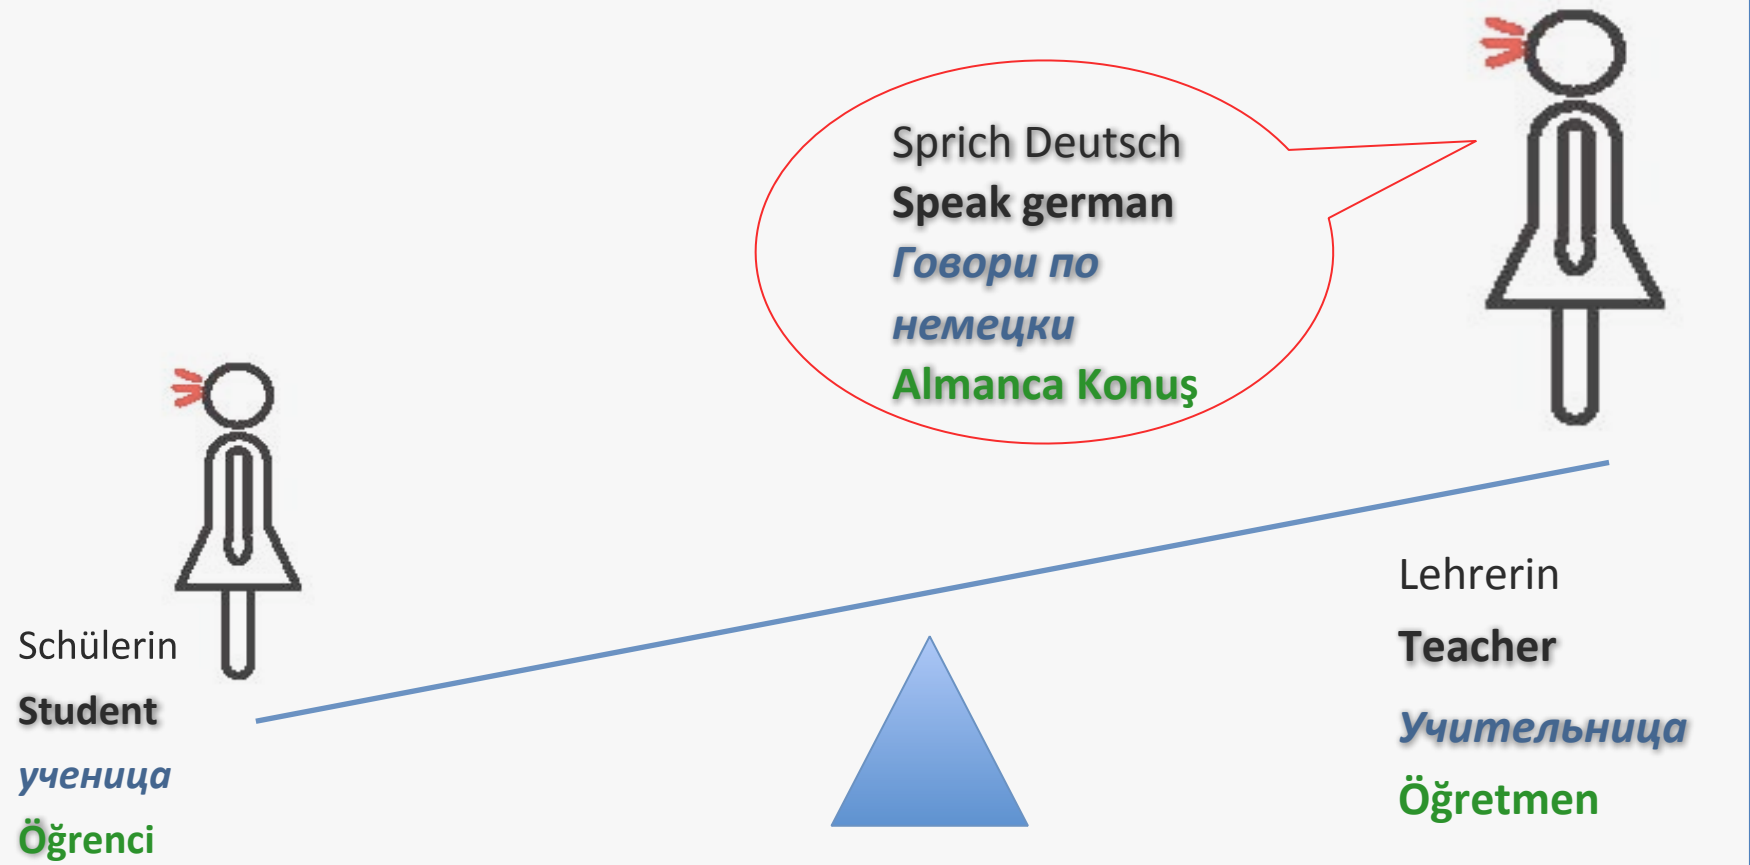 Sprich Deutsch
Speak german
Говори по
немецки
Almanca Konuş
Schülerin
Student
ученица
Öğrenci
Lehrerin
Teacher
Учительница
Öğretmen